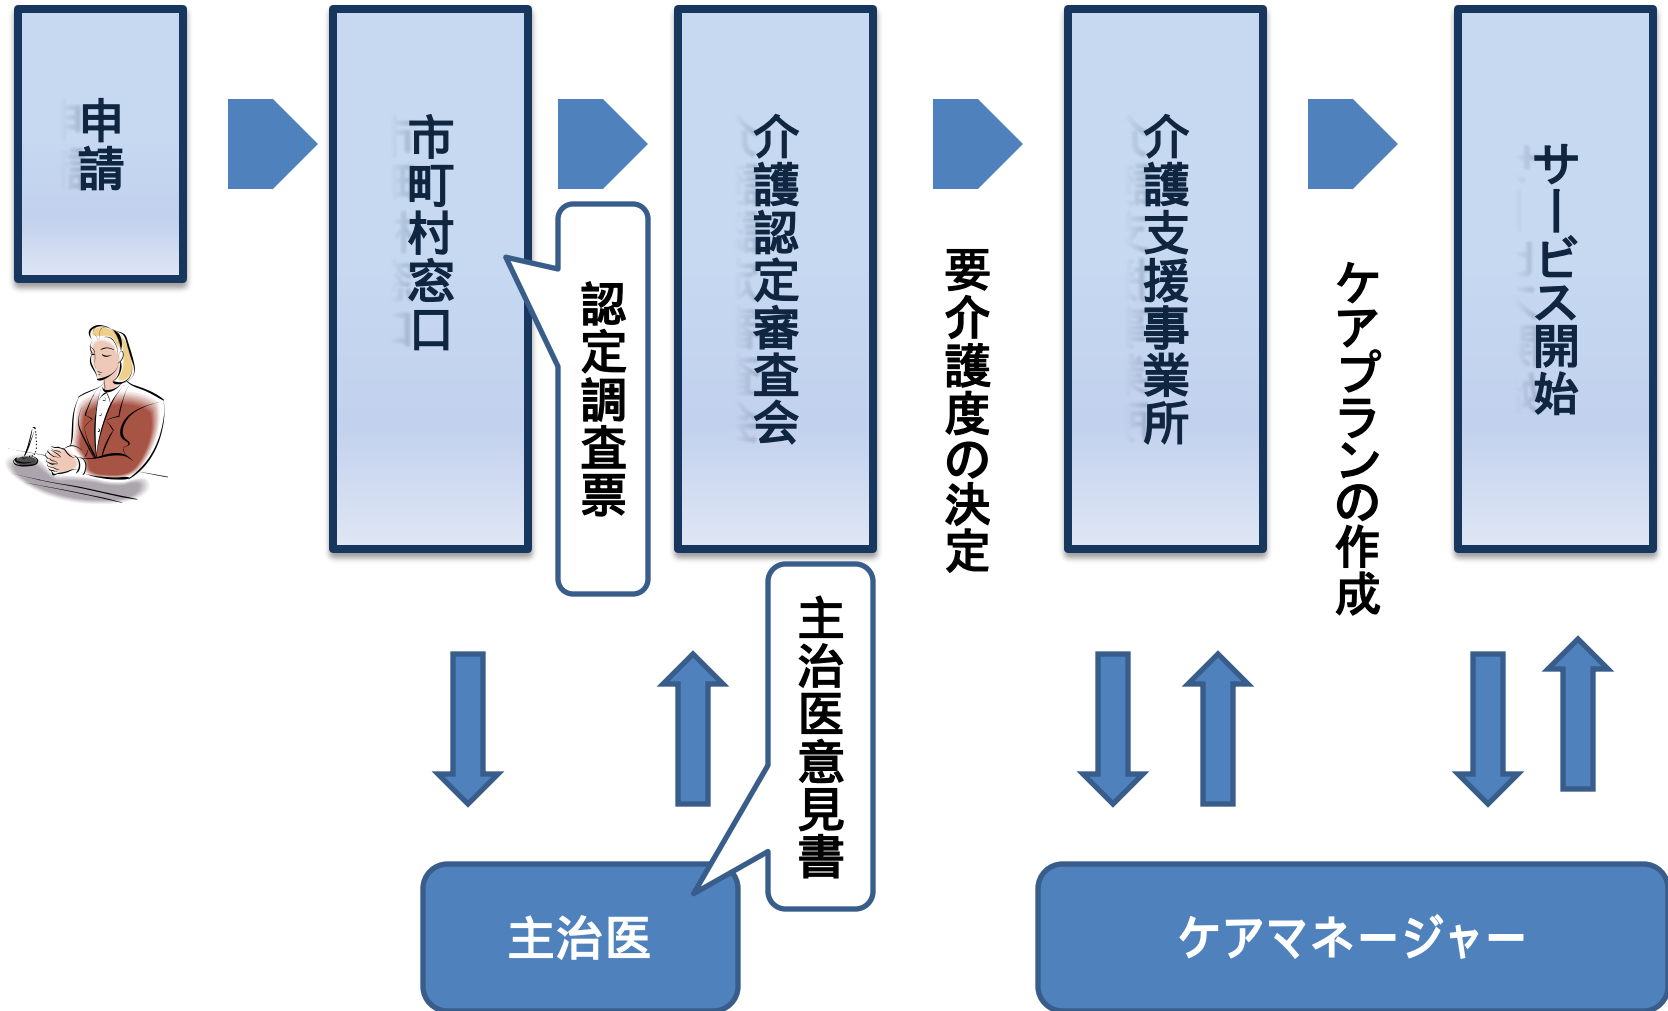 申請
市町村窓口
認定調査票
介護認定審査会
主治医意見書
要介護度の決定
介護支援事業所
ケアプランの作成
サービス開始
主治医
ケアマネージャー